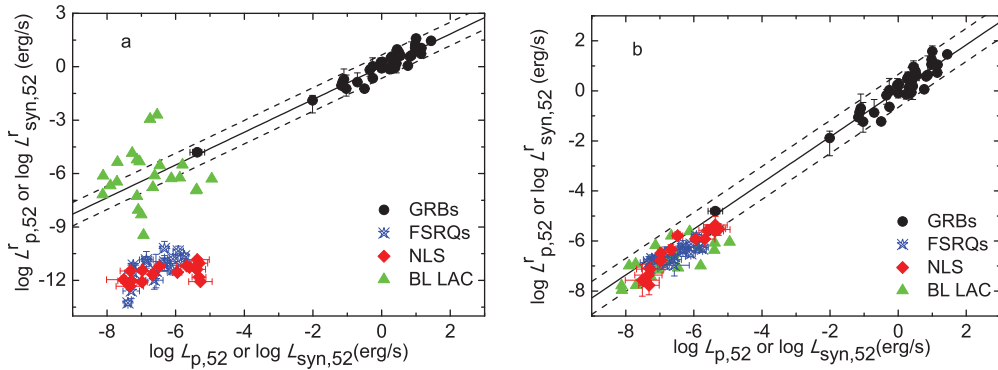 a
log L^r_p,52 or log L^r_syn,52 (erg/s)
3
0
-3
-6
-9
-12
-8
-6
-4
-2
0
2
log L_p,52 or log L_syn,52(erg/s)
GRBs
FSRQs
NLS
BL LAC
b
log L^r_p,52 or log L^r_syn,52 (erg/s)
2
0
-2
-4
-6
-8
-8
-6
-4
-2
0
2
log L_p,52 or log L_syn,52(erg/s)
GRBs
FSRQs
NLS
BL LAC